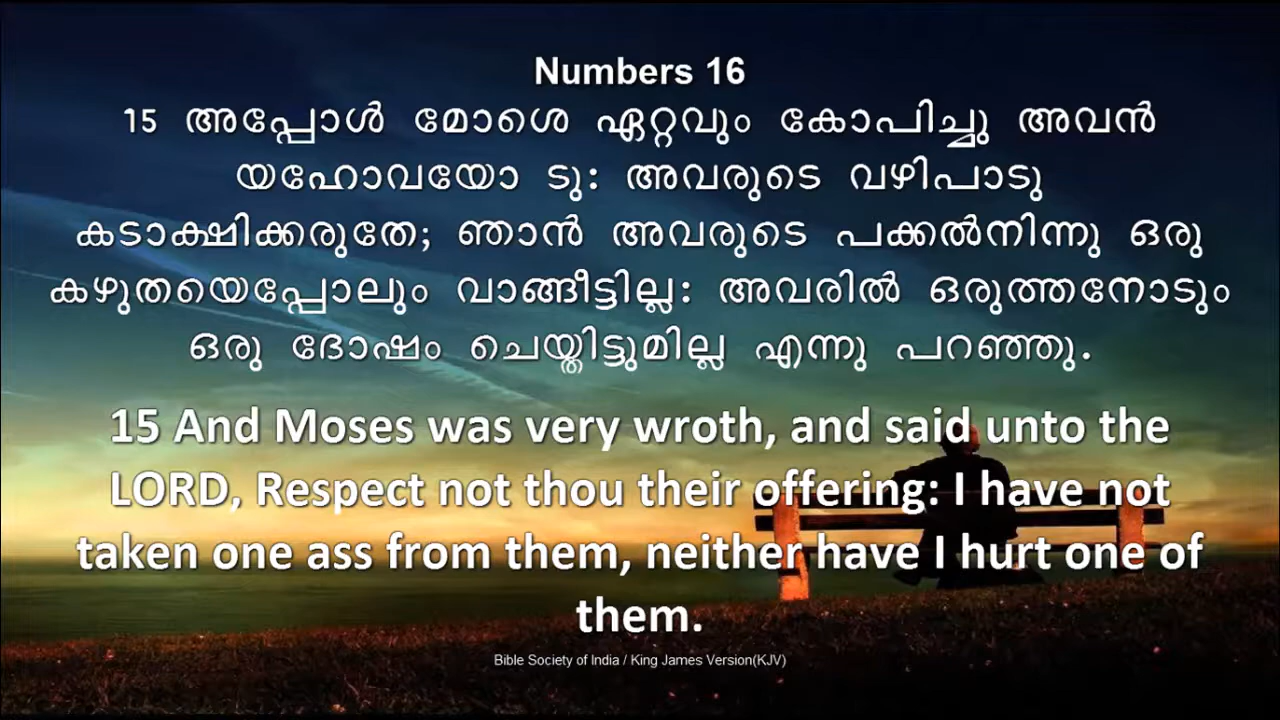 Numbers 16
15 അപ്പോൾ മോശെ ഏറ്റവും കോപിച്ചു അവൻ
യഹോവയോ ടു: അവരുടെ വഴിപാടു
കടാക്ഷിക്കരുതേ; ഞാൻ അവരുടെ പക്കൽനിന്നു ഒരു
കഴുതയെപ്പോലും വാങ്ങീട്ടില്ല: അവരിൽ ഒരുത്തനോടും
ഒരു ദോഷം ചെയ്തിട്ടുമില്ല എന്നു പറഞ്ഞു.
15 And Moses was very wroth, and said unto the
LORD, Respect not thou their offering: I have not
taken one ass from them, neither have I hurt one of
them.
Bible Society of India / King James Version(KJV)